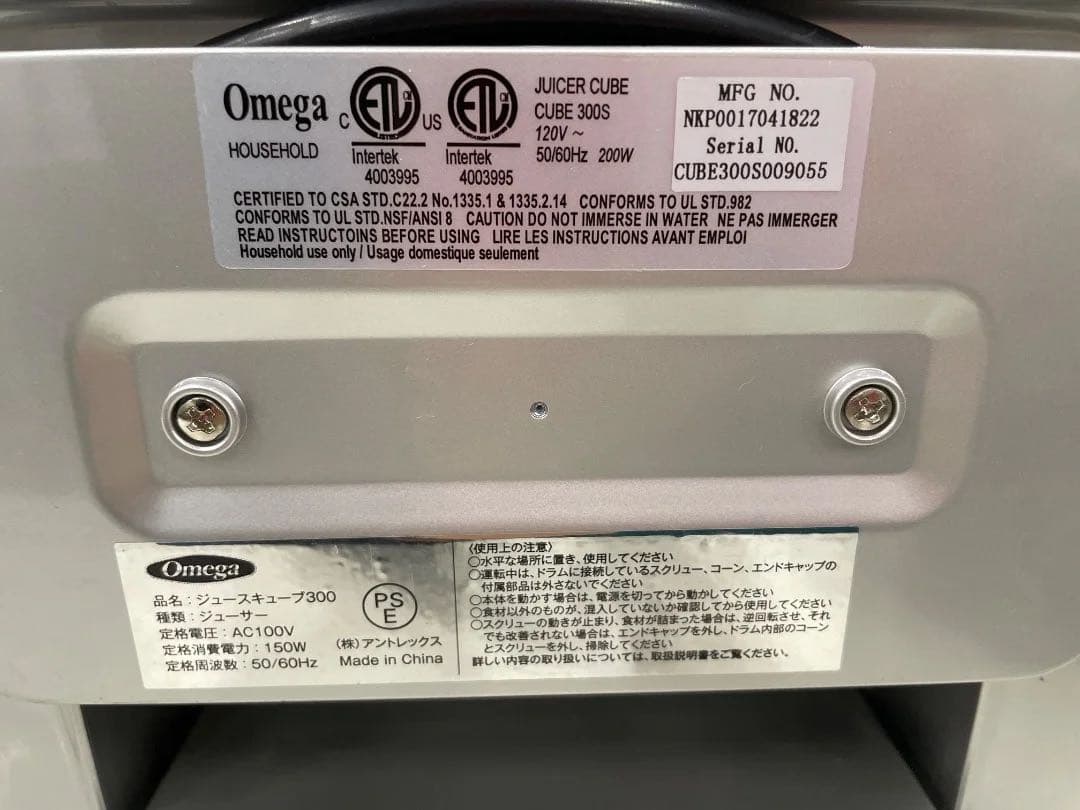 Omega
HOUSEHOLD
C ETL LISTED US
Intertek
4003995
ETL
Intertek
4003995
JUICER CUBE
CUBE 300S
120V ~
50/60Hz 200W
MFG NO.
NKP0017041822
Serial NO.
CUBE300S009055
CERTIFIED TO CSA STD.C22.2 No.1335.1 & 1335.2.14 CONFORMS TO UL STD.982
CONFORMS TO UL STD.NSF/ANSI 8 CAUTION DO NOT IMMERSE IN WATER NE PAS IMMERGER
READ INSTRUCTOINS BEFORE USING LIRE LES INSTRUCTIONS AVANT EMPLOI
Household use only / Usage domestique seulement
Omega
品名：ジュースキューブ300
種類：ジューサー
定格電圧：AC100V
定格消費電力：150W
定格周波数：50/60Hz
PS
E
(株)アントレックス
Made in China
〈使用上の注意〉
○水平な場所に置き、使用してください
○運転中は、ドラムに接続しているスクリュー、コーン、エンドキャップの
付属部品は外さないでください
○本体を動かす場合は、電源を切ってから動かしてください
○食材以外のものが、混入していないか確認してから使用してください
○スクリューの動きが止まり、食材が詰まった場合は、逆回転させ、それ
でも改善されない場合は、エンドキャップを外し、ドラム内部のコーン
とスクリューを外し、掃除してください
詳しい内容の取り扱いについては、取扱説明書をご覧ください。